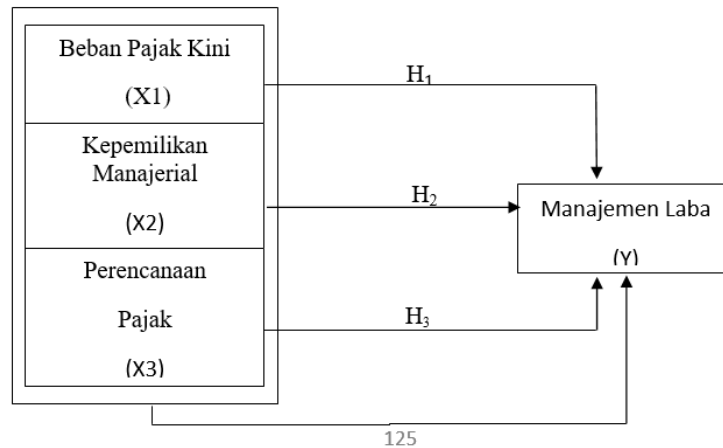 Beban Pajak Kini
(X1)
Kepemilikan
Manajerial
(X2)
Perencanaan
Pajak
(X3)
H1
H2
H3
Manajemen Laba
(Y)
125